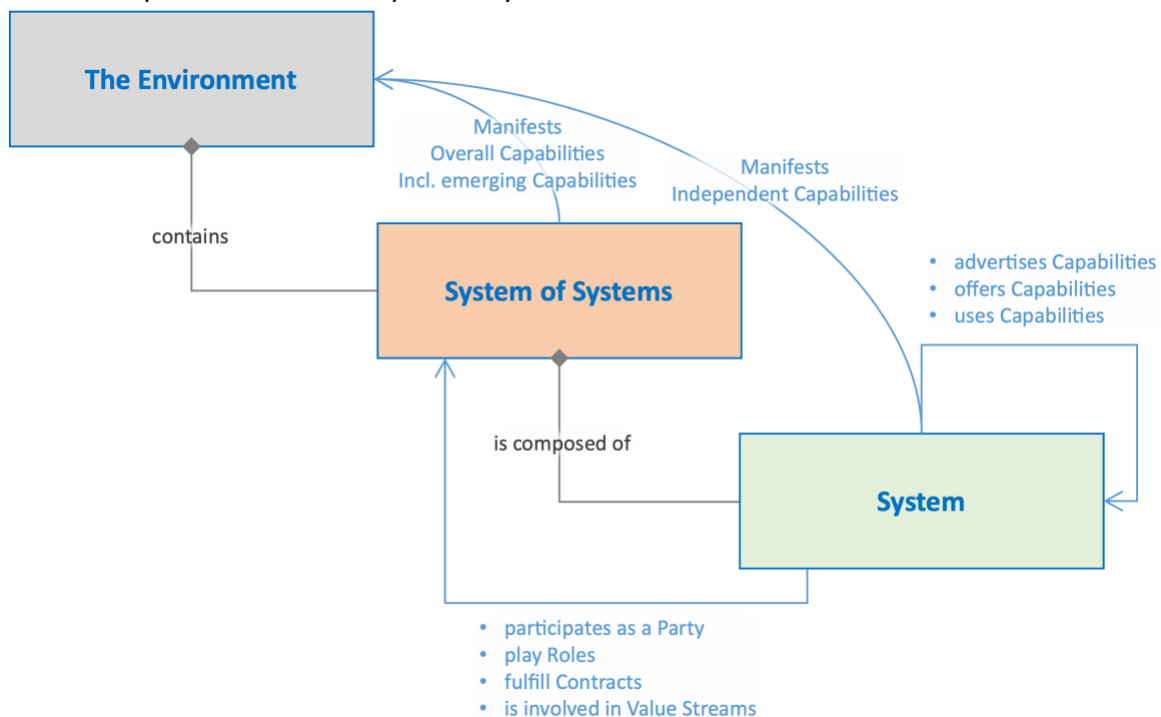 The Environment
Manifests
Overall Capabilities
Incl. emerging Capabilities
Manifests
Independent Capabilities
contains
System of Systems
• advertises Capabilities
• offers Capabilities
• uses Capabilities
is composed of
System
• participates as a Party
• play Roles
• fulfill Contracts
• is involved in Value Streams